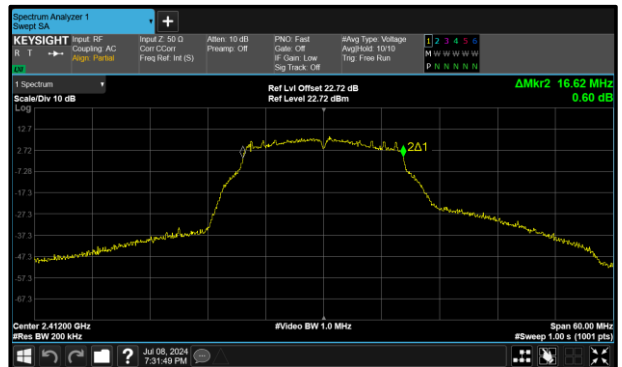 Spectrum Analyzer 1
Swept SA
+
KEYSIGHT
R T
LXI
Input: RF
Coupling: AC
Align: Partial
Input Z: 50 Ω
Corr CCorr
Freq Ref: Int (S)
Atten: 10 dB
Preamp: Off
PNO: Fast
Gate: Off
IF Gain: Low
Sig Track: Off
#Avg Type: Voltage
Avg|Hold: 10/10
Trig: Free Run
1 2 3 4 5 6
M W W W W W
P N N N N N
1 Spectrum
Scale/Div 10 dB
Log
Ref Lvl Offset 22.72 dB
Ref Level 22.72 dBm
ΔMkr2 16.62 MHz
0.60 dB
12.7
2.72
-7.28
-17.3
-27.3
-37.3
-47.3
-57.3
-67.3
1
2Δ1
Center 2.41200 GHz
#Res BW 200 kHz
#Video BW 1.0 MHz
Span 60.00 MHz
#Sweep 1.00 s (1001 pts)
?
Jul 08, 2024
7:31:49 PM